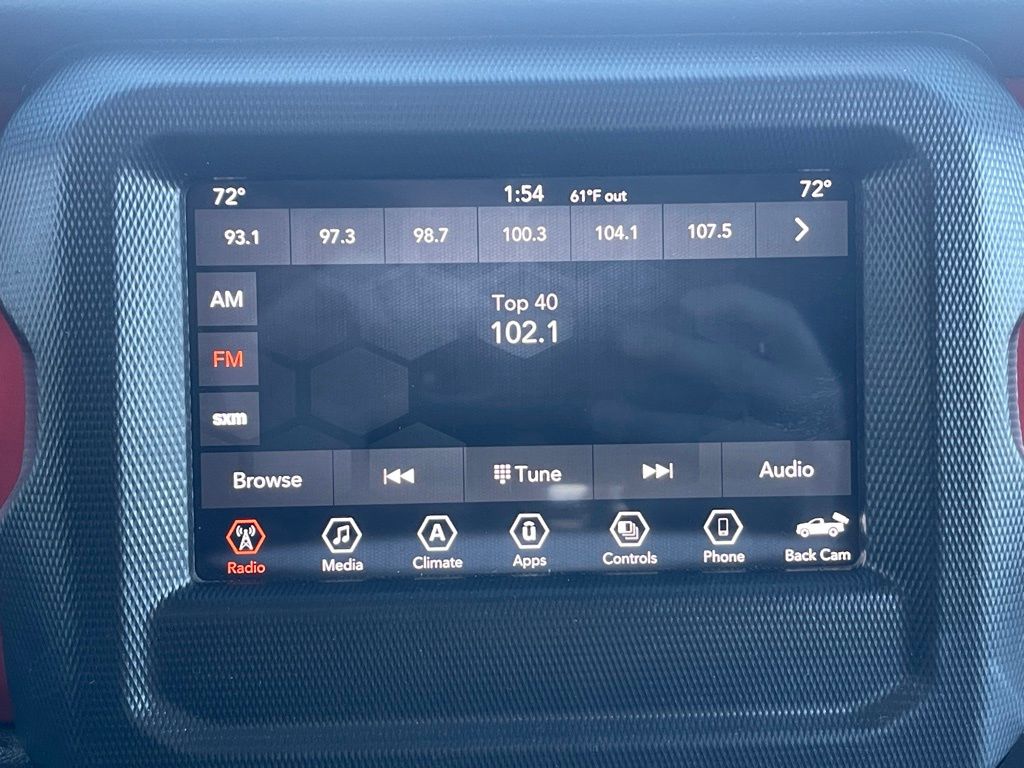 72° 1:54 61°F out 72°
93.1 97.3 98.7 100.3 104.1 107.5
AM
Top 40
102.1
FM
sxm
Browse Tune Audio
A û
Radio Media Climate Apps Controls Phone Back Cam